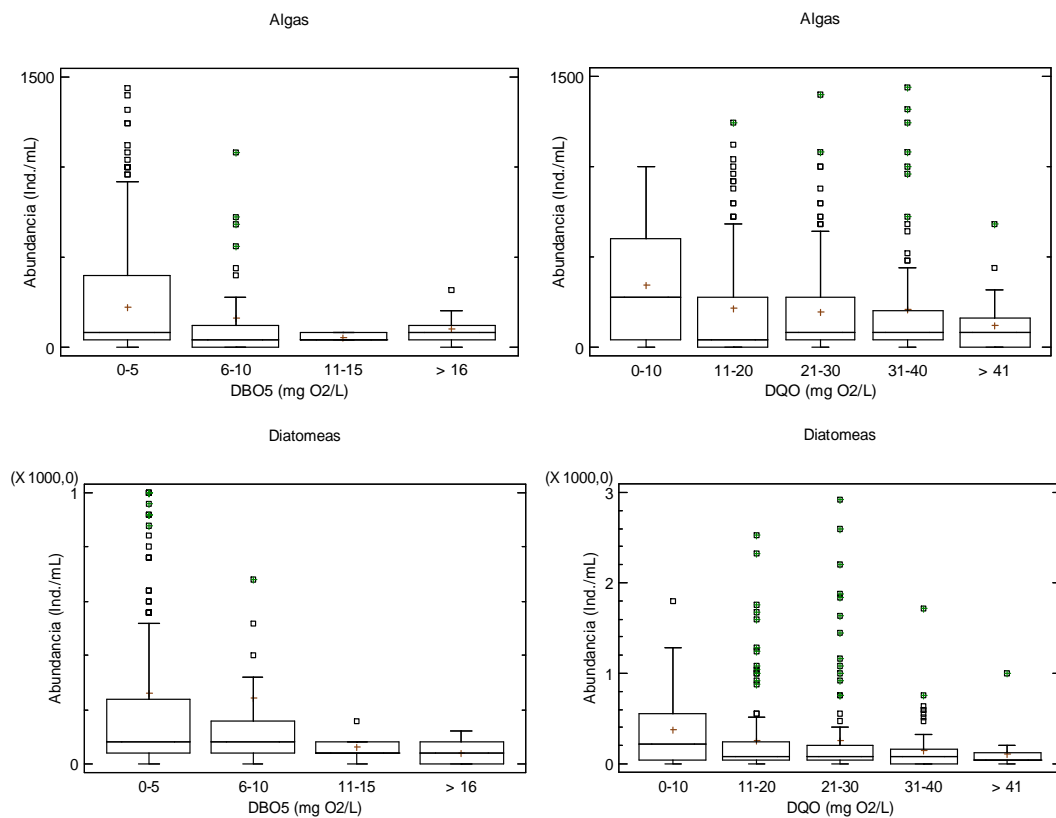 Algas
Abundancia (Ind./mL)
1500
0
0-5
6-10
11-15
> 16
DBO5 (mg O2/L)
Algas
Abundancia (Ind./mL)
1500
0
0-10
11-20
21-30
31-40
> 41
DQO (mg O2/L)
Diatomeas
(X 1000,0)
Abundancia (Ind./mL)
1
0
0-5
6-10
11-15
> 16
DBO5 (mg O2/L)
Diatomeas
(X 1000,0)
Abundancia (Ind./mL)
3
2
1
0
0-10
11-20
21-30
31-40
> 41
DQO (mg O2/L)